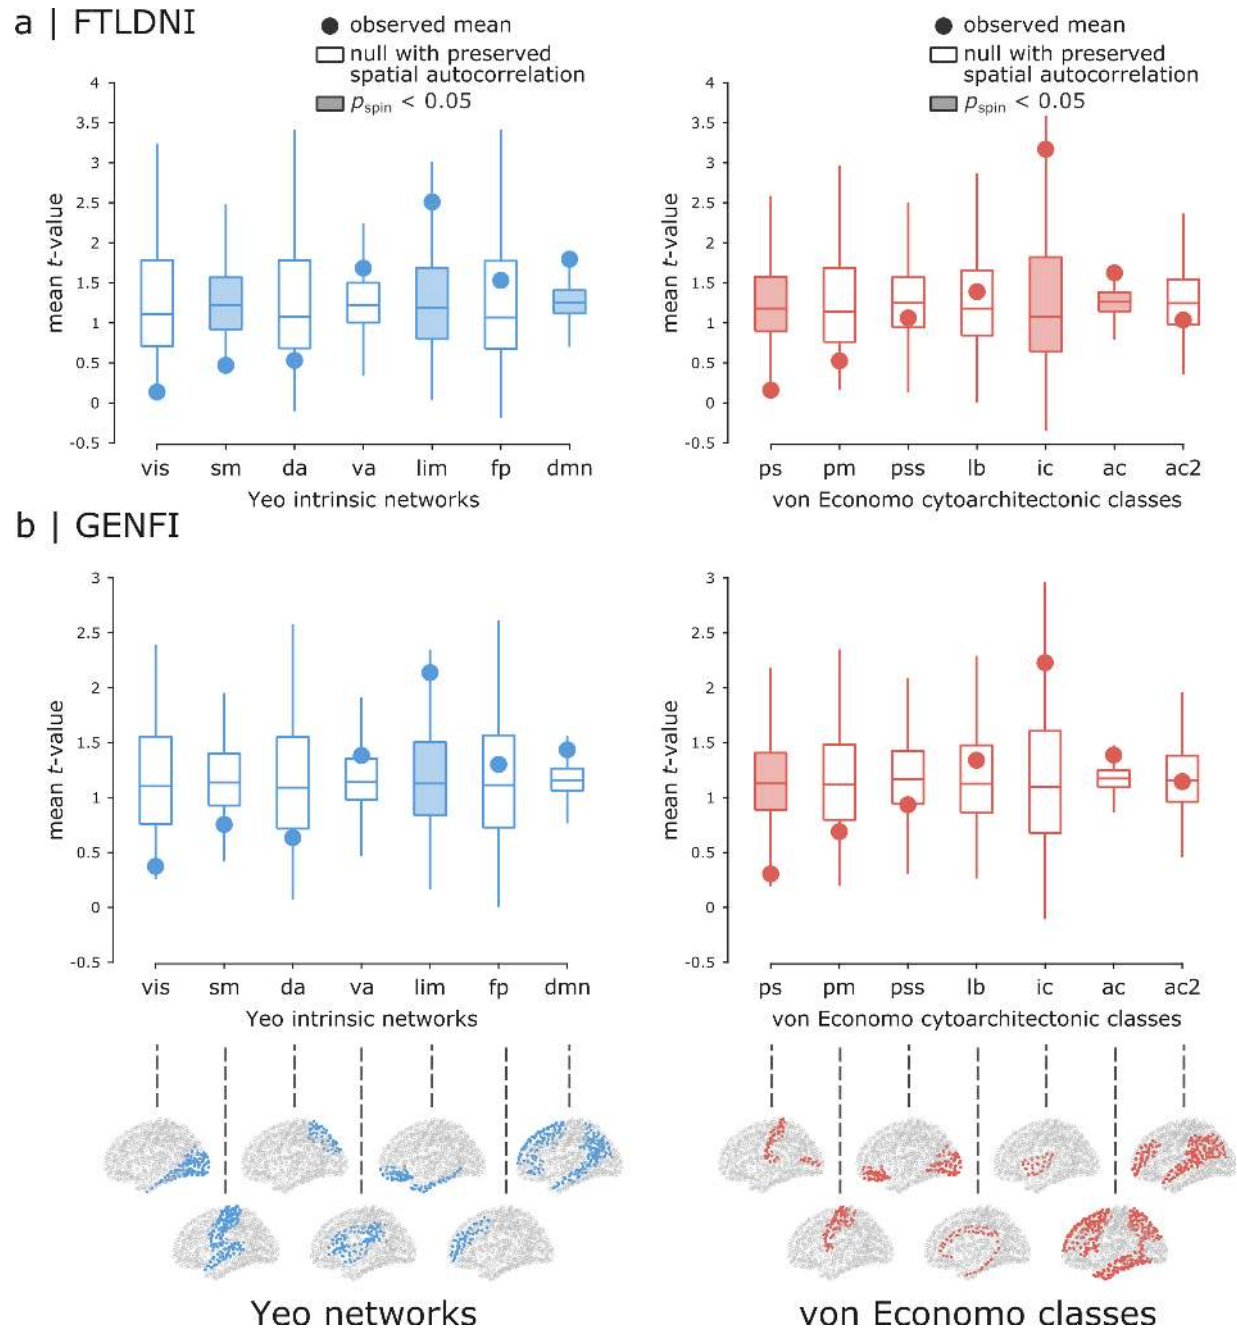 a | FTLDNI
observed mean
null with preserved
spatial autocorrelation
pspin < 0.05
4
3.5
3
2.5
2
1.5
1
0.5
0
-0.5
mean t-value
vis sm da va lim fp dmn
Yeo intrinsic networks
observed mean
null with preserved
spatial autocorrelation
pspin < 0.05
4
3.5
3
2.5
2
1.5
1
0.5
0
-0.5
mean t-value
ps pm pss lb ic ac ac2
von Economo cytoarchitectonic classes
b | GENFI
3
2.5
2
1.5
1
0.5
0
-0.5
mean t-value
vis sm da va lim fp dmn
Yeo intrinsic networks
3
2.5
2
1.5
1
0.5
0
-0.5
mean t-value
ps pm pss lb ic ac ac2
von Economo cytoarchitectonic classes
Yeo networks
von Economo classes